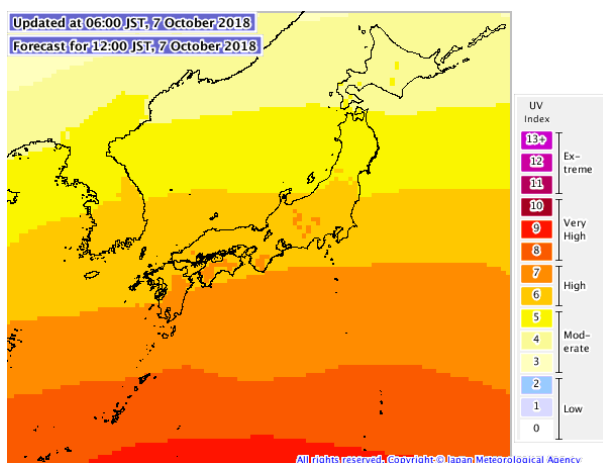 Updated at 06:00 JST, 7 October 2018
Forecast for 12:00 JST, 7 October 2018
UV
Index
13+
12
11
Ex-
treme
10
9
8
Very
High
7
6
High
5
4
3
Mod-
erate
2
1
0
Low
All rights reserved. Copyright © Japan Meteorological Agency